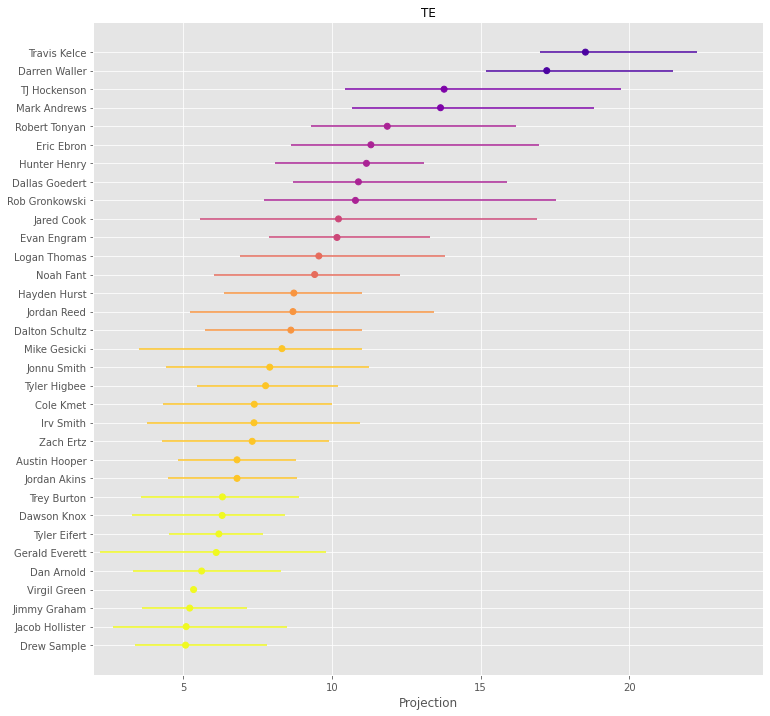 TE
Travis Kelce
Darren Waller
TJ Hockenson
Mark Andrews
Robert Tonyan
Eric Ebron
Hunter Henry
Dallas Goedert
Rob Gronkowski
Jared Cook
Evan Engram
Logan Thomas
Noah Fant
Hayden Hurst
Jordan Reed
Dalton Schultz
Mike Gesicki
Jonnu Smith
Tyler Higbee
Cole Kmet
Irv Smith
Zach Ertz
Austin Hooper
Jordan Akins
Trey Burton
Dawson Knox
Tyler Eifert
Gerald Everett
Dan Arnold
Virgil Green
Jimmy Graham
Jacob Hollister
Drew Sample
5 10 15 20
Projection